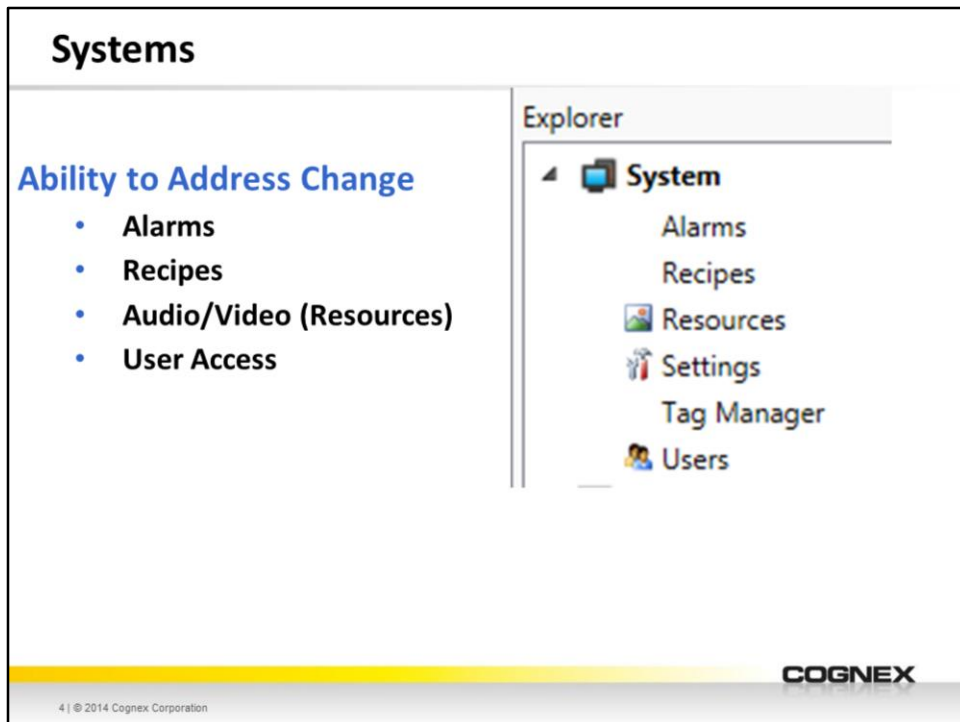 Systems
Ability to Address Change
• Alarms
• Recipes
• Audio/Video (Resources)
• User Access
Explorer
System
Alarms
Recipes
Resources
Settings
Tag Manager
Users
COGNEX
4 | © 2014 Cognex Corporation